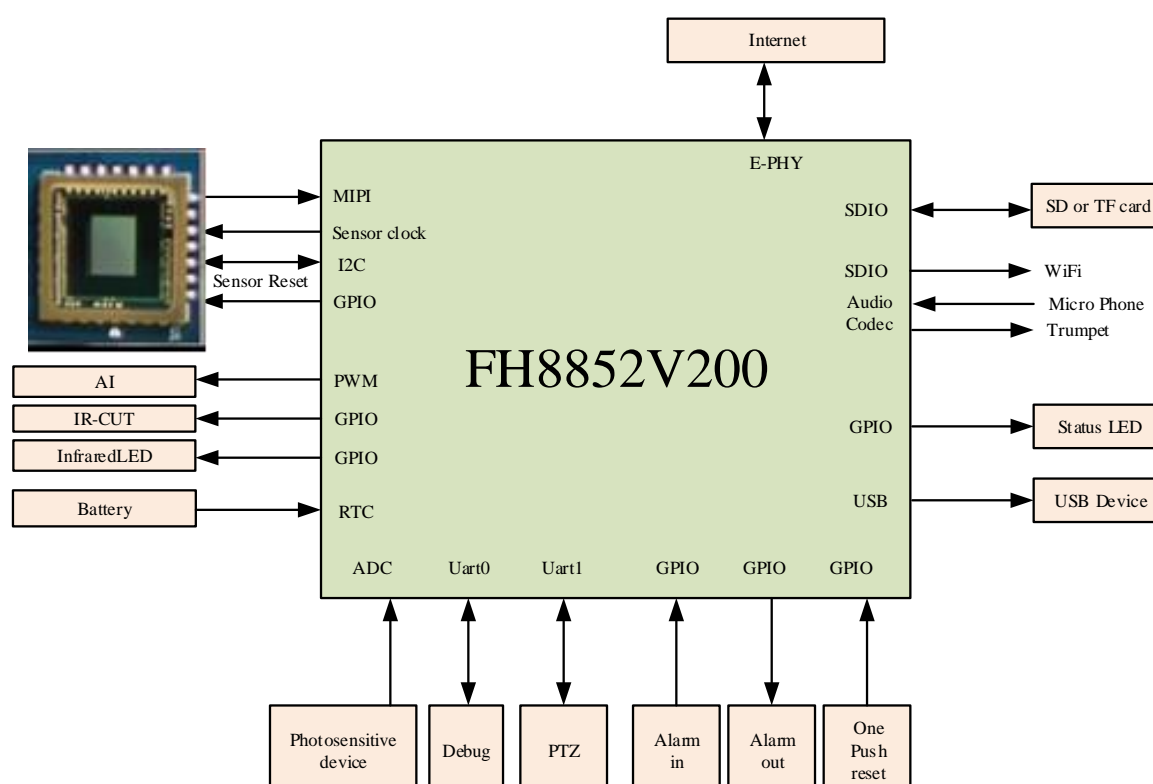 Internet
E-PHY
MIPI
SDIO
SD or TF card
Sensor clock
I2C
SDIO
WiFi
Sensor Reset
GPIO
Audio
Codec
Micro Phone
Trumpet
FH8852V200
AI
PWM
IR-CUT
GPIO
GPIO
Status LED
InfraredLED
GPIO
Battery
RTC
USB
USB Device
ADC
Uart0
Uart1
GPIO
GPIO
GPIO
Photosensitive
device
Debug
PTZ
Alarm
in
Alarm
out
One
Push
reset